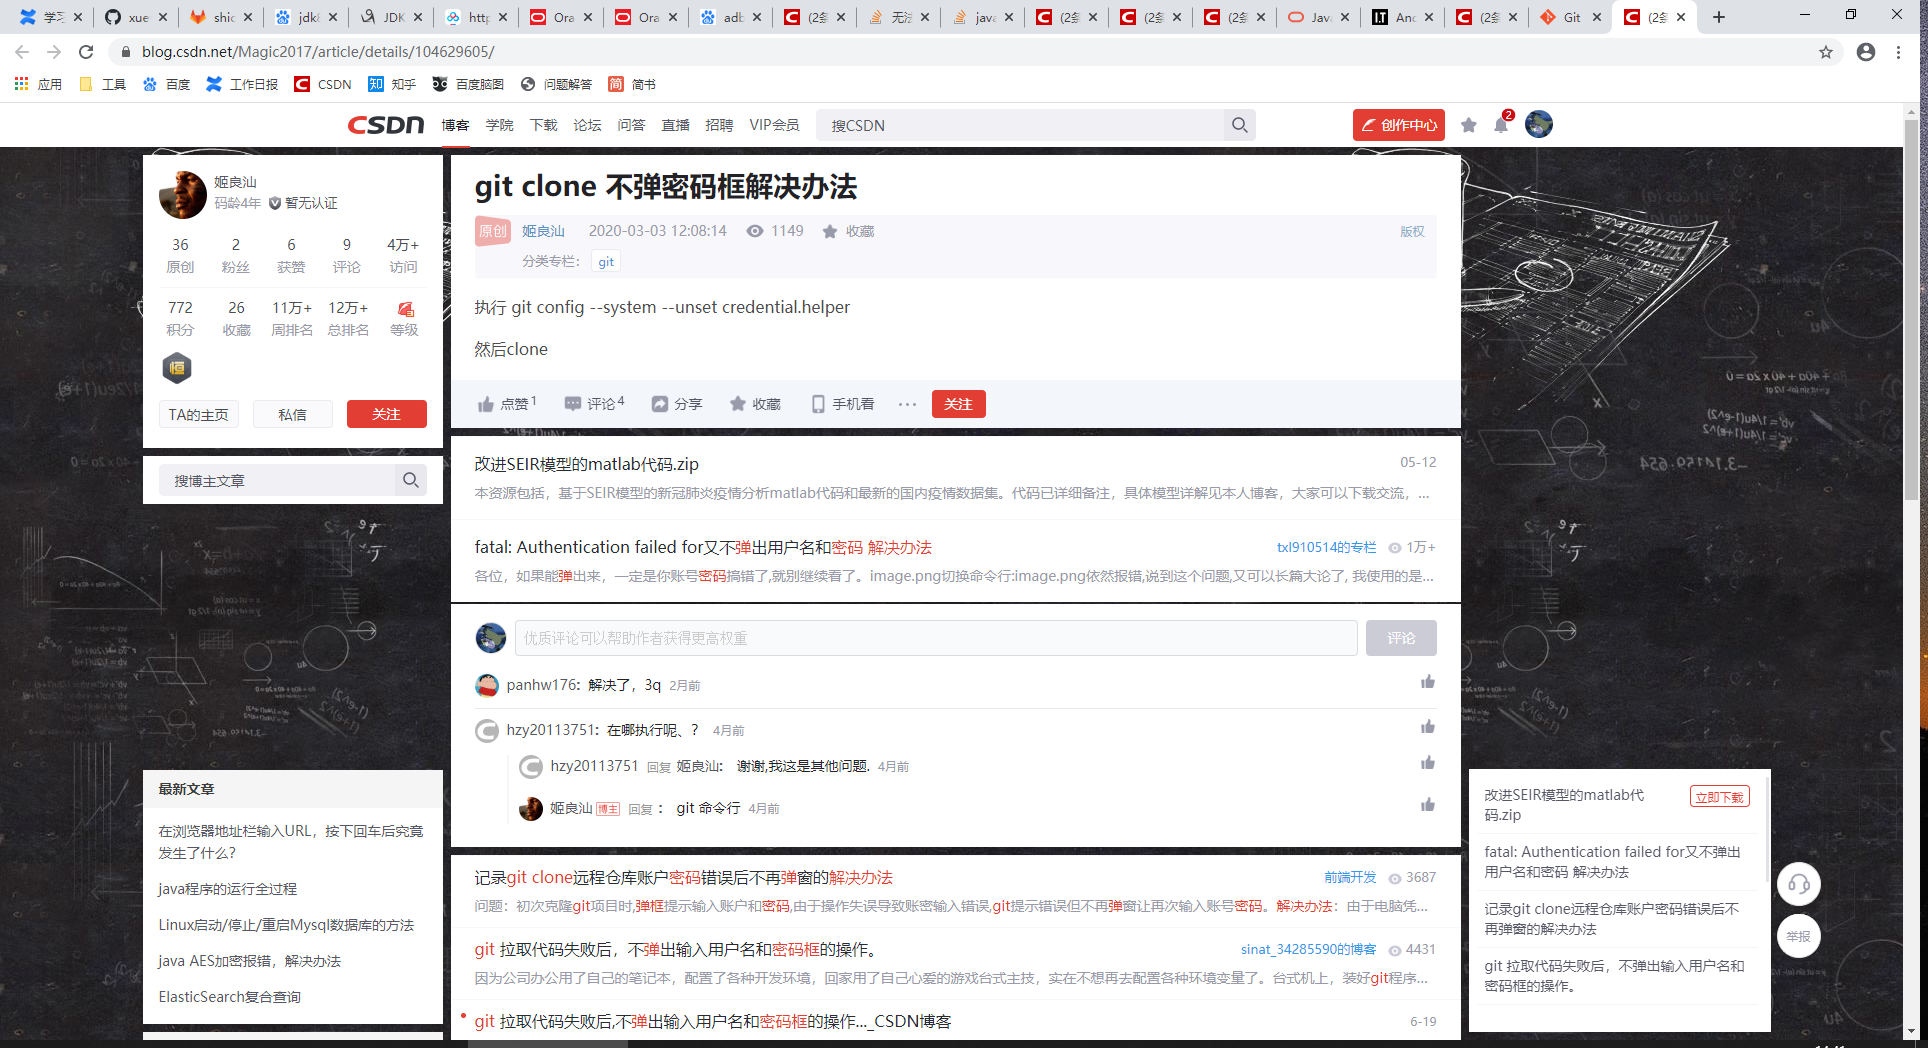 学习
xue
shic
jdk
JDK
http
Ora
Ora
adb
(2条
无法
java
(2条
(2条
(2条
Java
And
(2条
Git
(2条
blog.csdn.net/Magic2017/article/details/104629605/
应用 工具 百度 工作日报 CSDN 知乎 百度脑图 问题解答 简书
CSDN 博客 学院 下载 论坛 问答 直播 招聘 VIP会员 搜CSDN 创作中心 2
姬良汕
码龄4年 暂无认证
36 2 6 9 4万+
原创 粉丝 获赞 评论 访问
772 26 11万+ 12万+
积分 收藏 周排名 总排名 等级
TA的主页 私信 关注
搜博主文章
最新文章
在浏览器地址栏输入URL，按下回车后究竟
发生了什么？
java程序的运行全过程
Linux启动/停止/重启Mysql数据库的方法
java AES加密报错，解决办法
ElasticSearch复合查询
git clone 不弹密码框解决办法
原创 姬良汕 2020-03-03 12:08:14 1149 收藏 版权
分类专栏： git
执行 git config --system --unset credential.helper
然后clone
点赞 1 评论 4 分享 收藏 手机看 ... 关注
改进SEIR模型的matlab代码.zip 05-12
本资源包括，基于SEIR模型的新冠肺炎疫情分析matlab代码和最新的国内疫情数据集。代码已详细备注，具体模型详解见本人博客，大家可以下载交流，...
fatal: Authentication failed for又不弹出用户名和密码 解决办法 txl910514的专栏 1万+
各位，如果能弹出来，一定是你账号密码搞错了,就别继续看了。image.png切换命令行:image.png依然报错,说到这个问题,又可以长篇大论了, 我使用的是...
优质评论可以帮助作者获得更高权重 评论
panhw176： 解决了，3q 2月前
hzy20113751： 在哪执行呢、？ 4月前
hzy20113751 回复 姬良汕： 谢谢,我这是其他问题. 4月前
姬良汕 博主 回复 ： git 命令行 4月前
记录git clone远程仓库账户密码错误后不再弹窗的解决办法 前端开发 3687
问题：初次克隆git项目时,弹框提示输入账户和密码,由于操作失误导致账密输入错误,git提示错误但不再弹窗让再次输入账号密码。解决办法：由于电脑凭...
git 拉取代码失败后，不弹出输入用户名和密码框的操作。 sinat_34285590的博客 4431
因为公司办公用了自己的笔记本，配置了各种开发环境，回家用了自己心爱的游戏台式主技，实在不想再去配置各种环境变量了。台式机上，装好git程序...
git 拉取代码失败后,不弹出输入用户名和密码框的操作..._CSDN博客 6-19
改进SEIR模型的matlab代 立即下载
码.zip
fatal: Authentication failed for又不弹出
用户名和密码 解决办法
记录git clone远程仓库账户密码错误后不
再弹窗的解决办法
git 拉取代码失败后，不弹出输入用户名和
密码框的操作。
举报